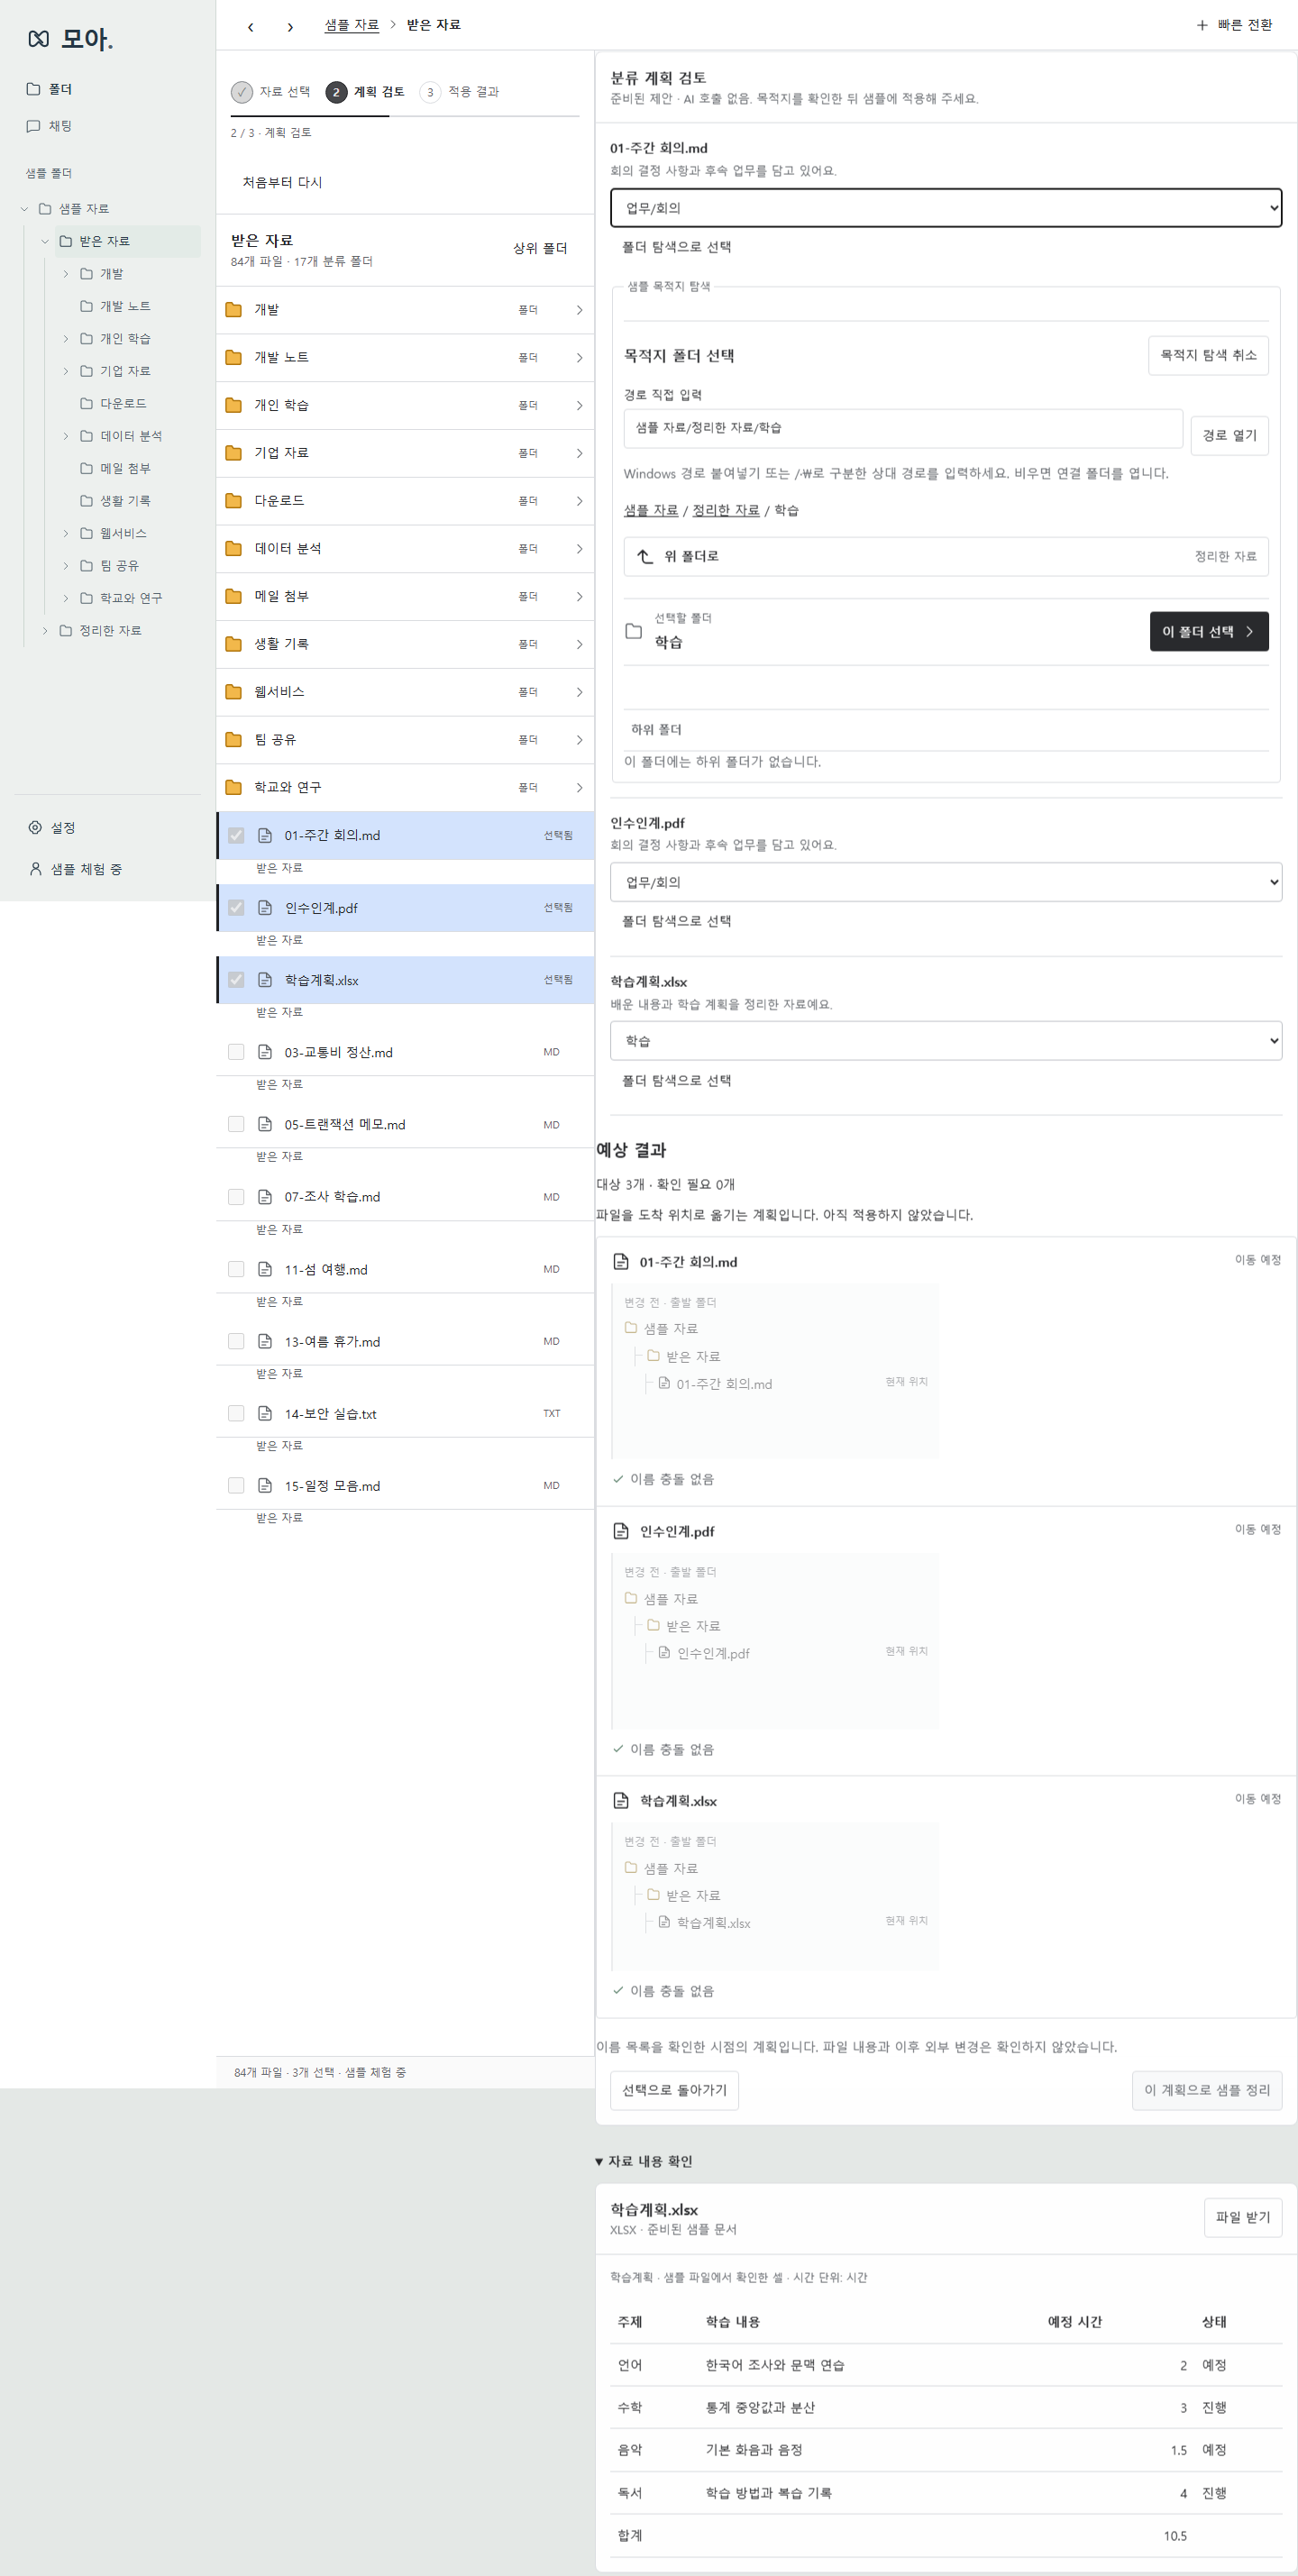 모아.
폴더
채팅
샘플 폴더
샘플 자료
받은 자료
개발
개발 노트
개인 학습
기업 자료
다운로드
데이터 분석
메일 첨부
생활 기록
웹서비스
팀 공유
학교와 연구
정리한 자료
설정
샘플 체험 중
샘플 자료 > 받은 자료
+ 빠른 전환
자료 선택
2 계획 검토
3 적용 결과
2 / 3 · 계획 검토
처음부터 다시
받은 자료
84개 파일 · 17개 분류 폴더
상위 폴더
개발 폴더
개발 노트 폴더
개인 학습 폴더
기업 자료 폴더
다운로드 폴더
데이터 분석 폴더
메일 첨부 폴더
생활 기록 폴더
웹서비스 폴더
팀 공유 폴더
학교와 연구 폴더
01-주간 회의.md 선택됨
받은 자료
인수인계.pdf 선택됨
받은 자료
학습계획.xlsx 선택됨
받은 자료
03-교통비 정산.md MD
받은 자료
05-트랜잭션 메모.md MD
받은 자료
07-조사 학습.md MD
받은 자료
11-섬 여행.md MD
받은 자료
13-여름 휴가.md MD
받은 자료
14-보안 실습.txt TXT
받은 자료
15-일정 모음.md MD
받은 자료
84개 파일 · 3개 선택 · 샘플 체험 중
분류 계획 검토
준비된 제안 · AI 호출 없음. 목적지를 확인한 뒤 샘플에 적용해 주세요.
01-주간 회의.md
회의 결정 사항과 후속 업무를 담고 있어요.
업무/회의
폴더 탐색으로 선택
샘플 목적지 탐색
목적지 폴더 선택
목적지 탐색 취소
경로 직접 입력
샘플 자료/정리한 자료/학습
경로 열기
Windows 경로 붙여넣기 또는 /·₩로 구분한 상대 경로를 입력하세요. 비우면 연결 폴더를 엽니다.
샘플 자료 / 정리한 자료 / 학습
위 폴더로 정리한 자료
선택할 폴더
학습
이 폴더 선택 >
하위 폴더
이 폴더에는 하위 폴더가 없습니다.
인수인계.pdf
회의 결정 사항과 후속 업무를 담고 있어요.
업무/회의
폴더 탐색으로 선택
학습계획.xlsx
배운 내용과 학습 계획을 정리한 자료예요.
학습
폴더 탐색으로 선택
예상 결과
대상 3개 · 확인 필요 0개
파일을 도착 위치로 옮기는 계획입니다. 아직 적용하지 않았습니다.
01-주간 회의.md 이동 예정
변경 전 · 출발 폴더
샘플 자료
받은 자료
01-주간 회의.md 현재 위치
이름 충돌 없음
인수인계.pdf 이동 예정
변경 전 · 출발 폴더
샘플 자료
받은 자료
인수인계.pdf 현재 위치
이름 충돌 없음
학습계획.xlsx 이동 예정
변경 전 · 출발 폴더
샘플 자료
받은 자료
학습계획.xlsx 현재 위치
이름 충돌 없음
이름 목록을 확인한 시점의 계획입니다. 파일 내용과 이후 외부 변경은 확인하지 않았습니다.
선택으로 돌아가기
이 계획으로 샘플 정리
▼ 자료 내용 확인
학습계획.xlsx
XLSX · 준비된 샘플 문서
파일 받기
학습계획 · 샘플 파일에서 확인한 셀 · 시간 단위: 시간
주제 학습 내용 예정 시간 상태
언어 한국어 조사와 문맥 연습 2 예정
수학 통계 중앙값과 분산 3 진행
음악 기본 화음과 음정 1.5 예정
독서 학습 방법과 복습 기록 4 진행
합계 10.5